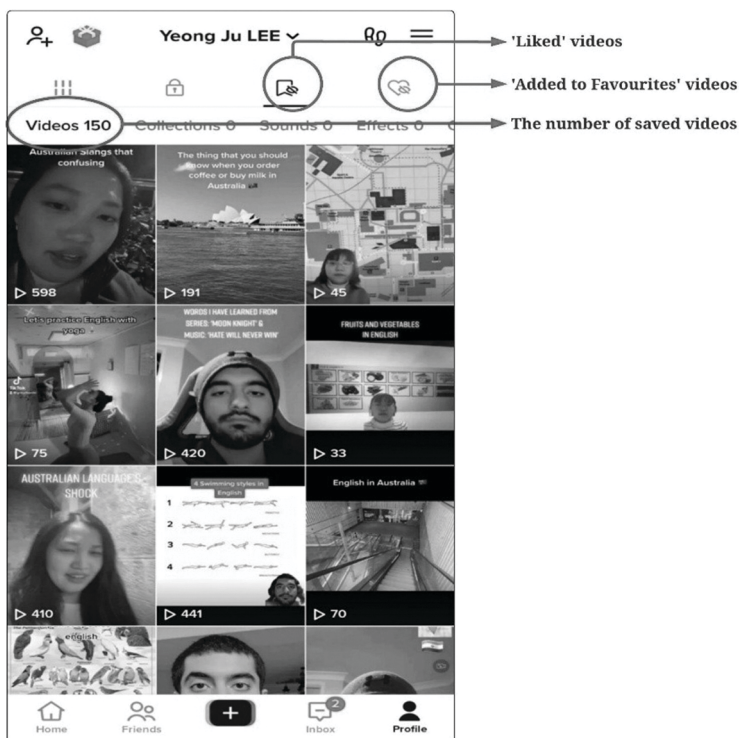 Yeong Ju LEE
'Liked' videos
'Added to Favourites' videos
Videos 150 Collections 0 Sounds 0 Effects 0
The number of saved videos
Australian Slangs that
confusing
598
The thing that you should
know when you order
coffee or buy milk in
Australia
191
45
Let's practice English with
yoga
75
WORDS I HAVE LEARNED FROM
SERIES: 'MOON KNIGHT' &
MUSIC: 'HATE WILL NEVER WIN'
420
FRUITS AND VEGETABLES
IN ENGLISH
33
AUSTRALIAN LANGUAGES
SHOCK
410
4 Swimming styles in
English
1
2
3
4
441
English in Australia
70
english
Home
Friends
2
Inbox
Profile